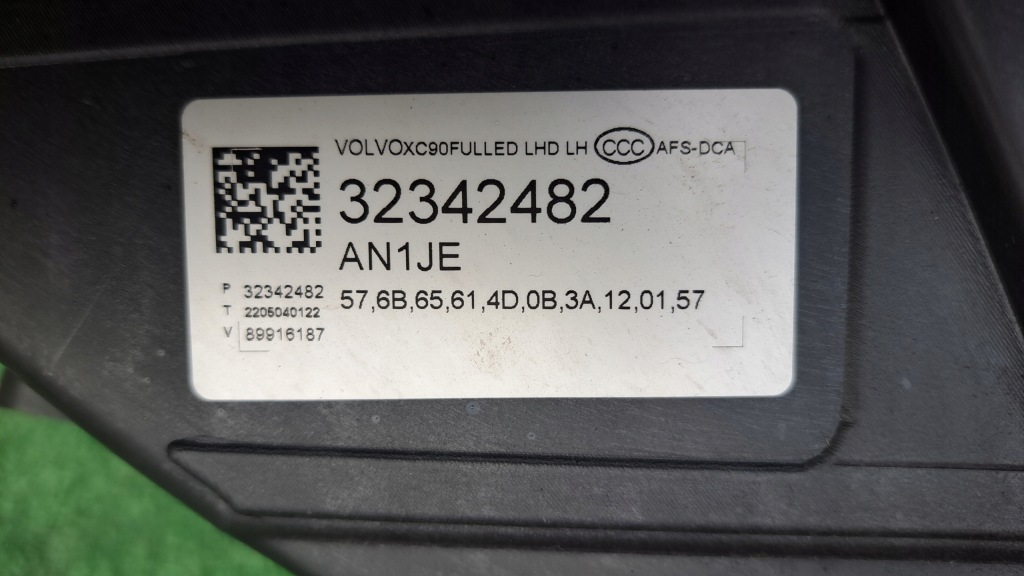 VOLVOXC90FULLED LHD LH CCC AFS-DCA
32342482
AN1JE
57,6B,65,61,4D,0B,3A,12,01,57
P 32342482
T 2205040122
V 89916187